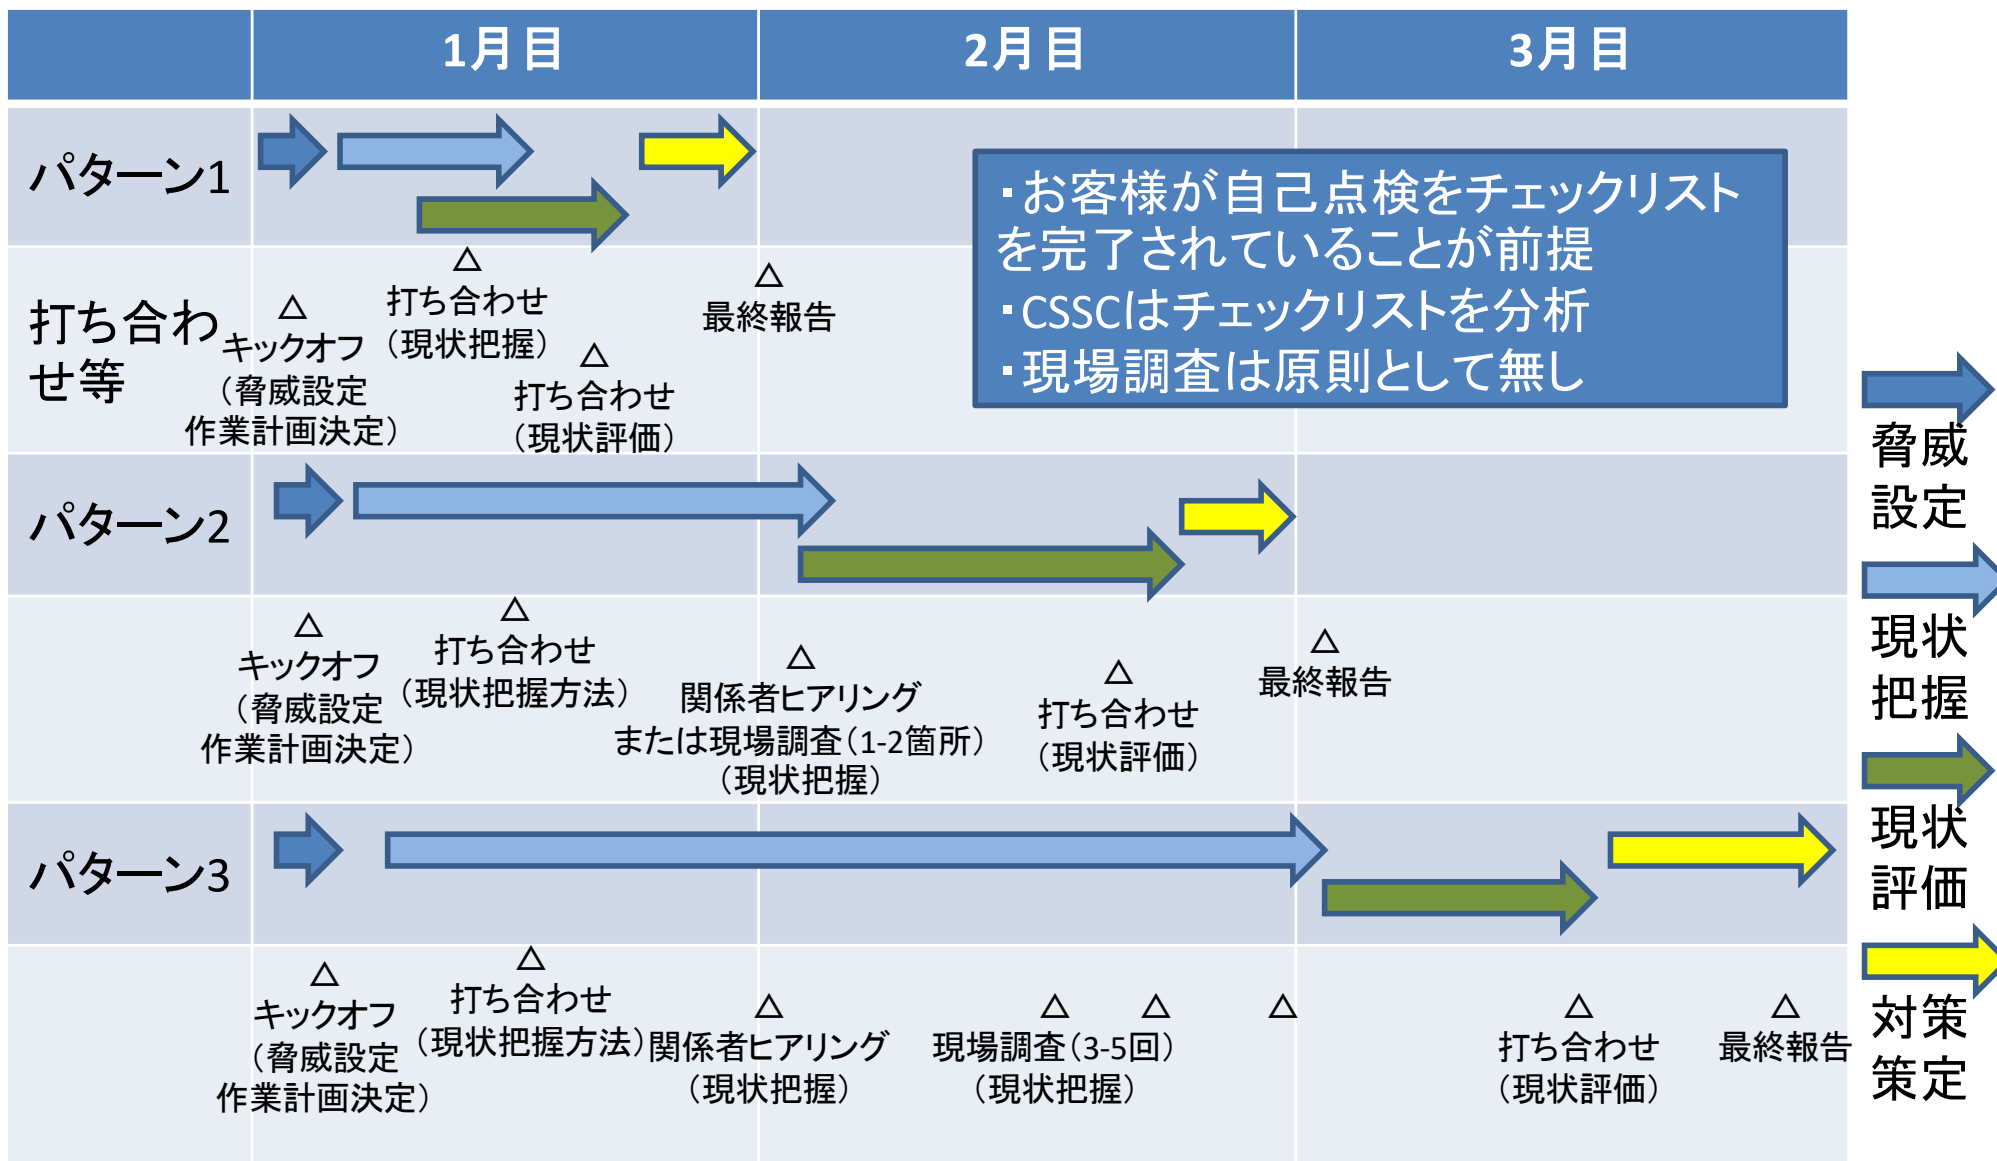 1月目
2月目
3月目
パターン1
・お客様が自己点検をチェックリスト
を完了されていることが前提
・CSSCはチェックリストを分析
・現場調査は原則として無し
打ち合わ
せ等
△
キックオフ
（脅威設定
作業計画決定）
△
打ち合わせ
（現状把握）
△
打ち合わせ
（現状評価）
△
最終報告
パターン2
△
キックオフ
（脅威設定
作業計画決定）
△
打ち合わせ
（現状把握方法）
△
関係者ヒアリング
または現場調査（1-2箇所）
（現状把握）
△
打ち合わせ
（現状評価）
△
最終報告
パターン3
△
キックオフ
（脅威設定
作業計画決定）
△
打ち合わせ
（現状把握方法）
△
関係者ヒアリング
（現状把握）
△ △ △
現場調査（3-5回）
（現状把握）
△
打ち合わせ
（現状評価）
△
最終報告
脅威
設定
現状
把握
現状
評価
対策
策定